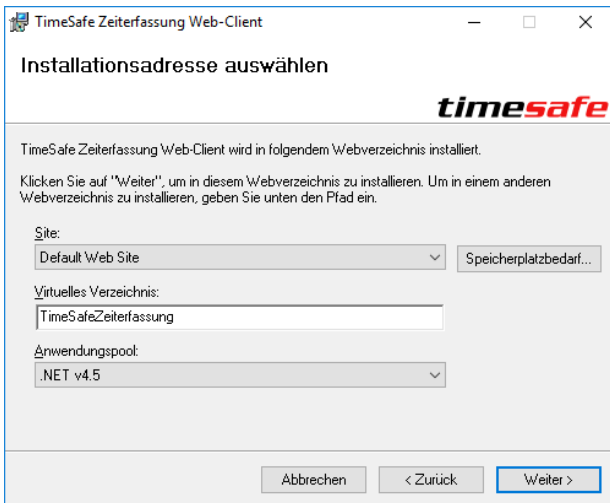 TimeSafe Zeiterfassung Web-Client
Installationsadresse auswählen
timesafe
TimeSafe Zeiterfassung Web-Client wird in folgendem Webverzeichnis installiert.
Klicken Sie auf "Weiter", um in diesem Webverzeichnis zu installieren. Um in einem anderen
Webverzeichnis zu installieren, geben Sie unten den Pfad ein.
Site:
Default Web Site
Speicherplatzbedarf...
Virtuelles Verzeichnis:
TimeSafeZeiterfassung
Anwendungspool:
.NET v4.5
Abbrechen
< Zurück
Weiter >